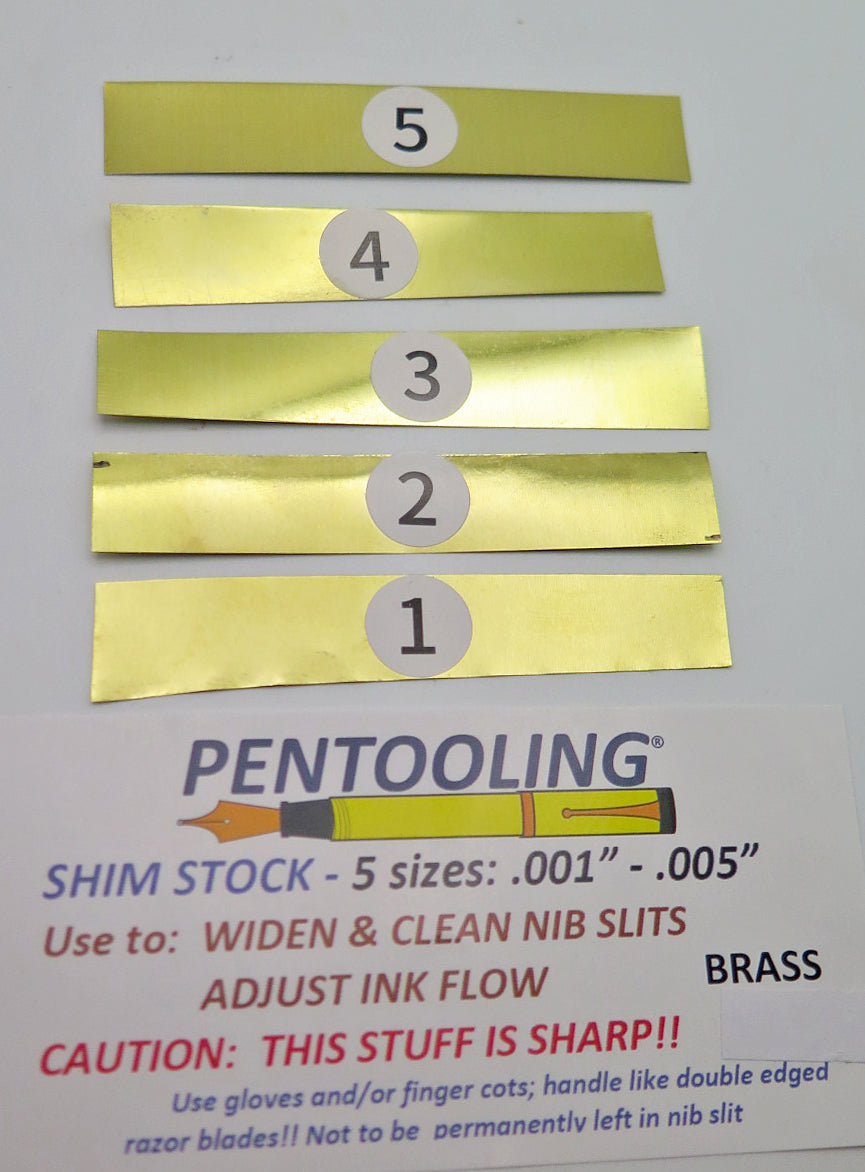 5
4
3
2
1
PENTOOLING®
SHIM STOCK - 5 sizes: .001” - .005”
Use to: WIDEN & CLEAN NIB SLITS
ADJUST INK FLOW
BRASS
CAUTION: THIS STUFF IS SHARP!!
Use gloves and/or finger cots; handle like double edged
razor blades!! Not to be permanently left in nib slit